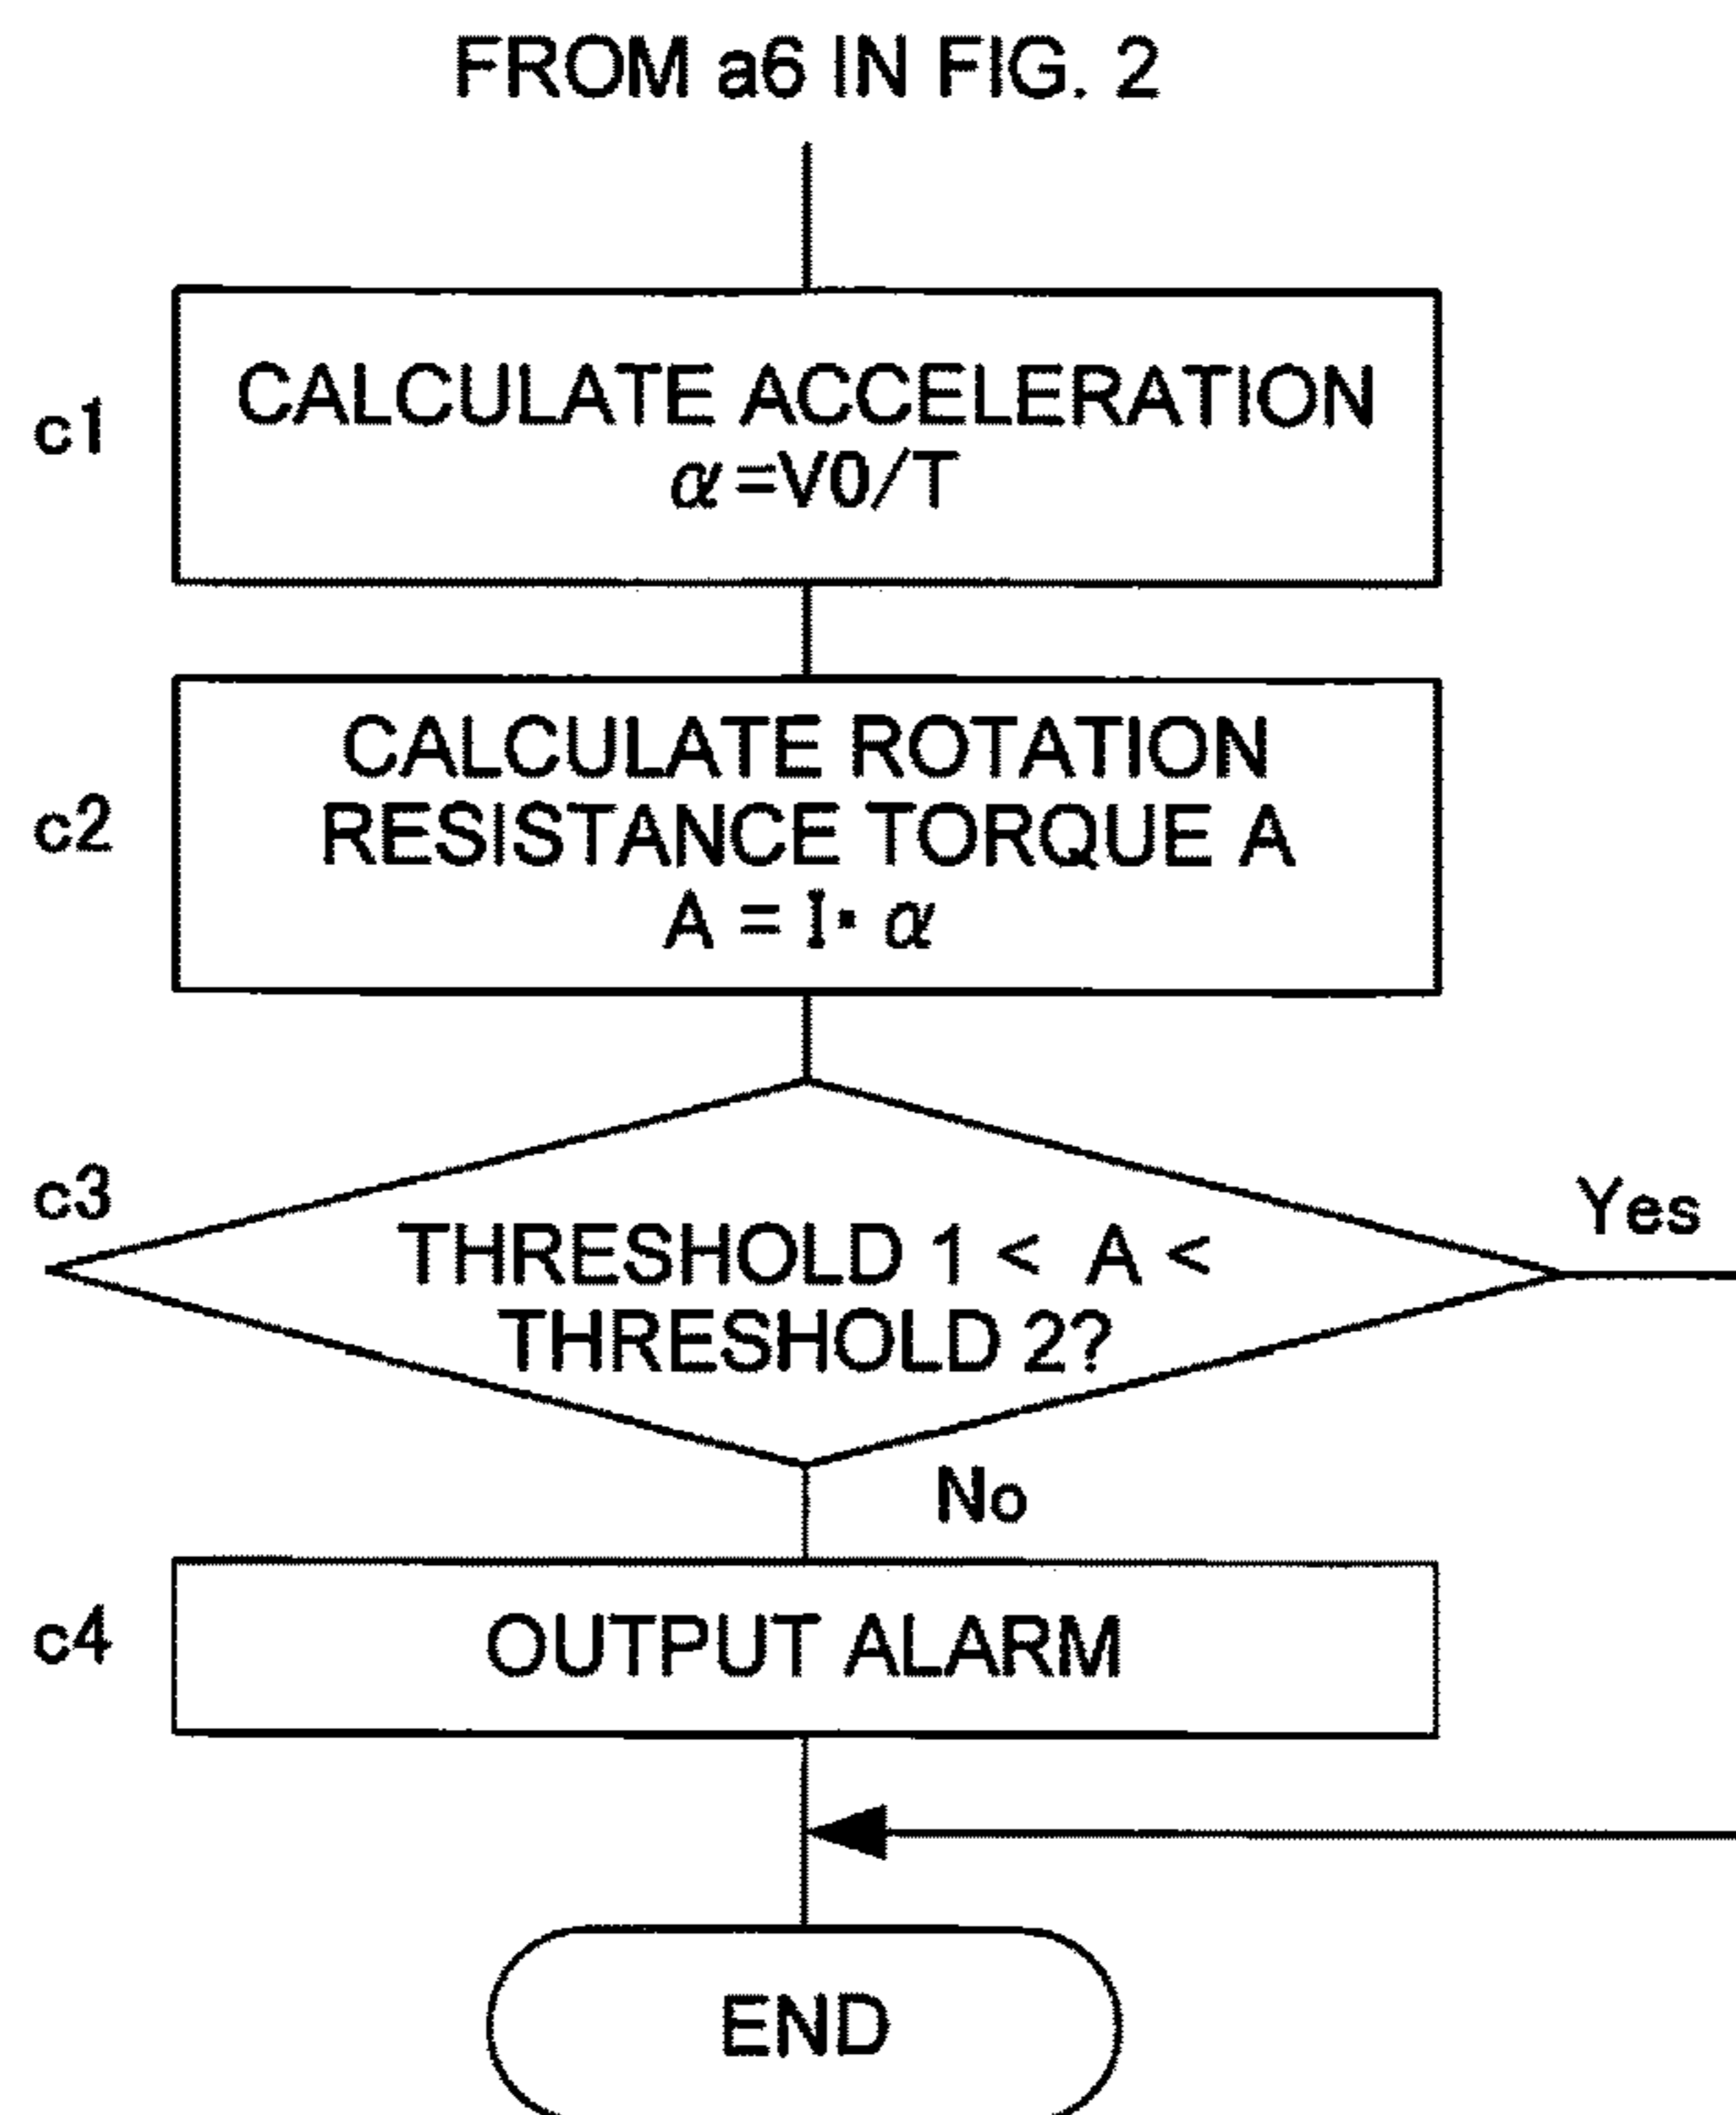 FROM a6 IN FIG. 2
c1
CALCULATE ACCELERATION
α=V0/T
c2
CALCULATE ROTATION
RESISTANCE TORQUE A
A = I· α
c3
THRESHOLD 1 < A <
THRESHOLD 2?
Yes
No
c4
OUTPUT ALARM
END